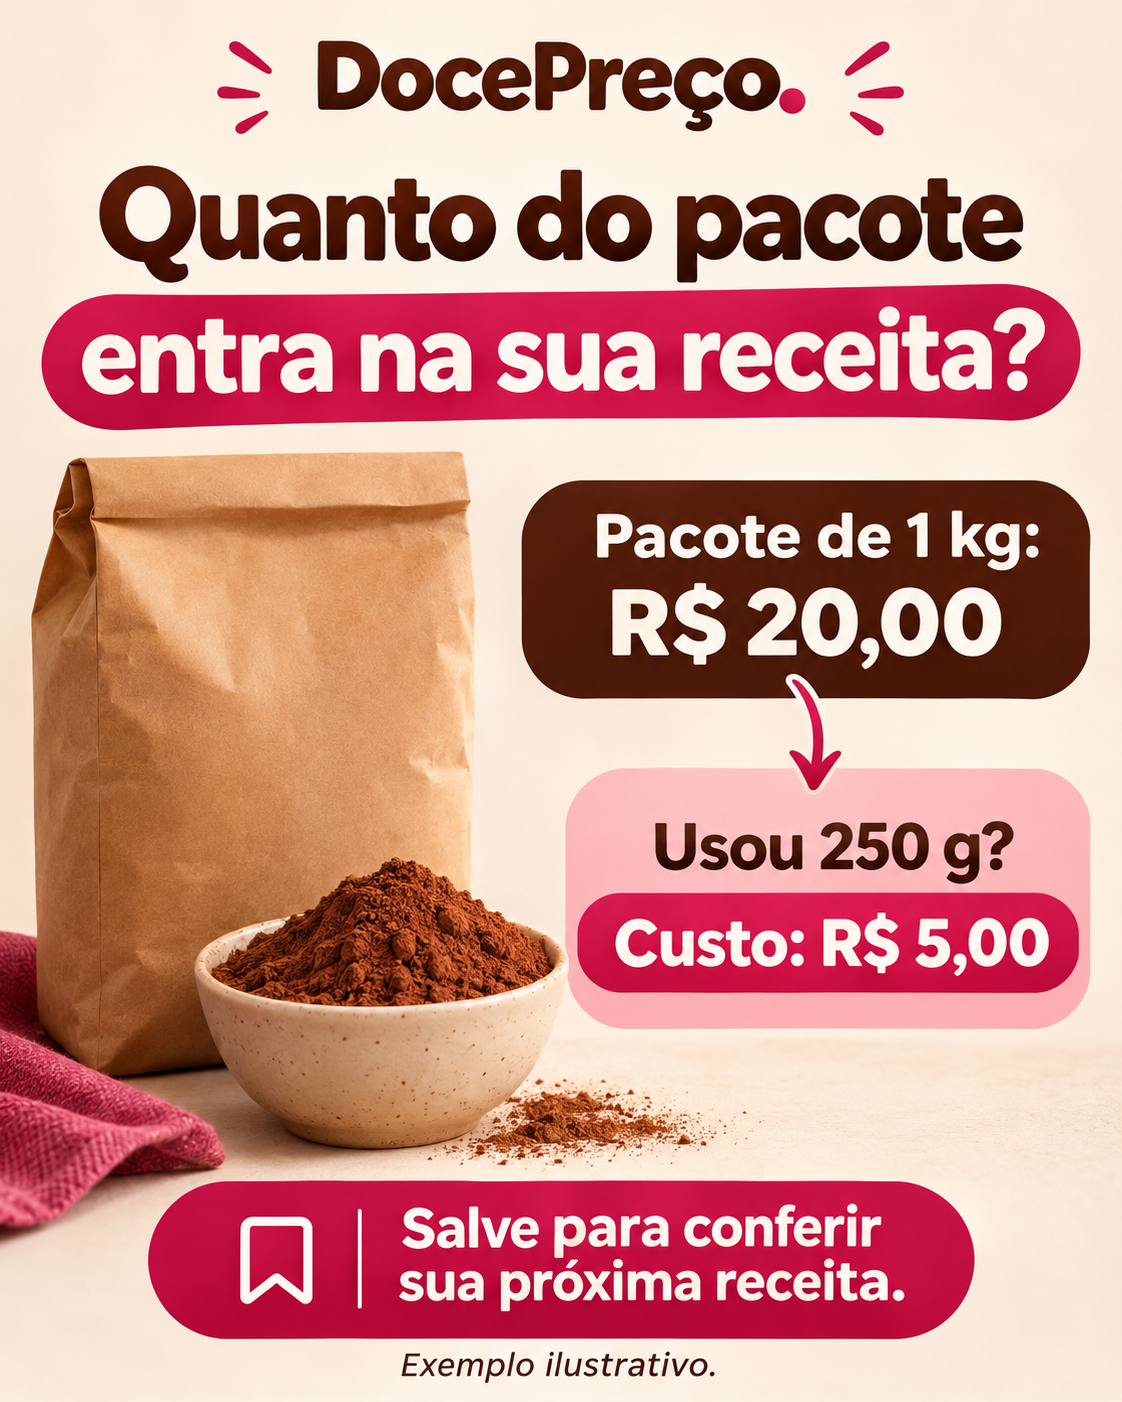 DocePreço.
Quanto do pacote
entra na sua receita?
Pacote de 1 kg:
R$ 20,00
Usou 250 g?
Custo: R$ 5,00
Salve para conferir
sua próxima receita.
Exemplo ilustrativo.